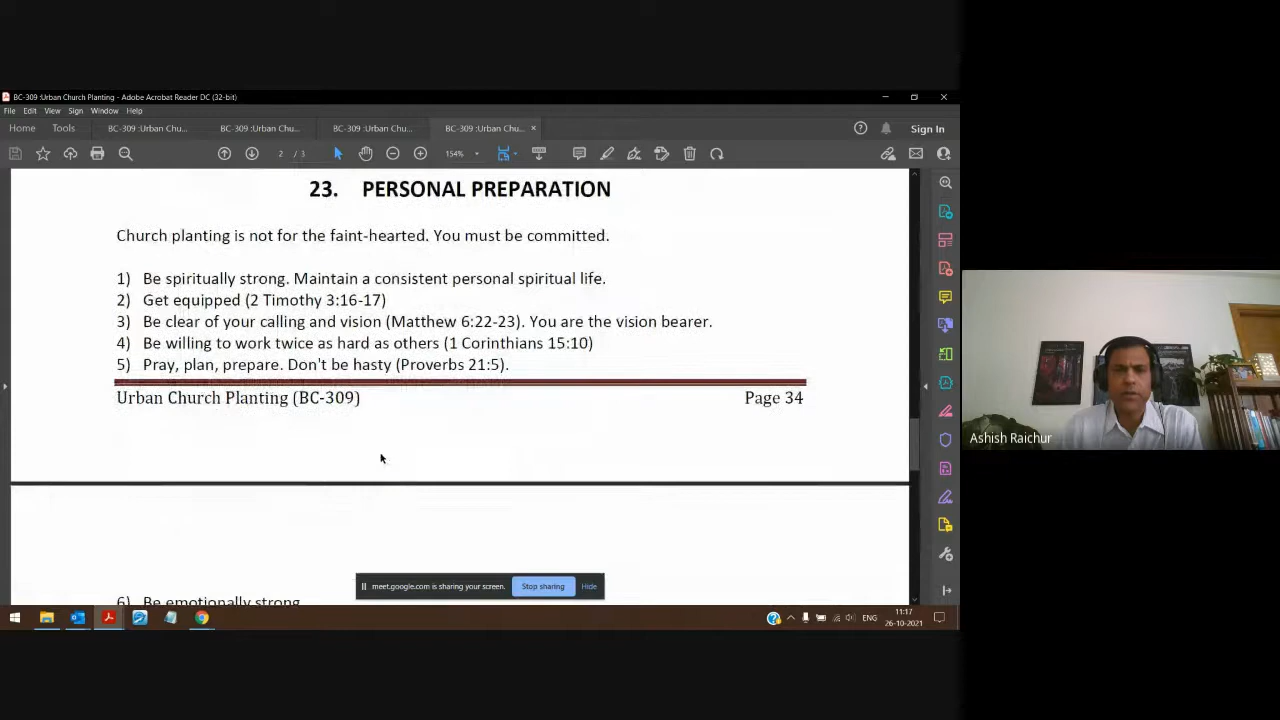 BC-309 :Urban Church Planting - Adobe Acrobat Reader DC (32-bit)
File Edit View Sign Window Help
Home Tools BC-309 :Urban Chu... BC-309 :Urban Chu... BC-309 :Urban Chu... BC-309 :Urban Chu... × Sign In
2 / 3 154%
23. PERSONAL PREPARATION
Church planting is not for the faint-hearted. You must be committed.
1) Be spiritually strong. Maintain a consistent personal spiritual life.
2) Get equipped (2 Timothy 3:16-17)
3) Be clear of your calling and vision (Matthew 6:22-23). You are the vision bearer.
4) Be willing to work twice as hard as others (1 Corinthians 15:10)
5) Pray, plan, prepare. Don't be hasty (Proverbs 21:5).
Urban Church Planting (BC-309) Page 34
Ashish Raichur
meet.google.com is sharing your screen. Stop sharing Hide
6) Be emotionally strong
ENG 11:17
26-10-2021